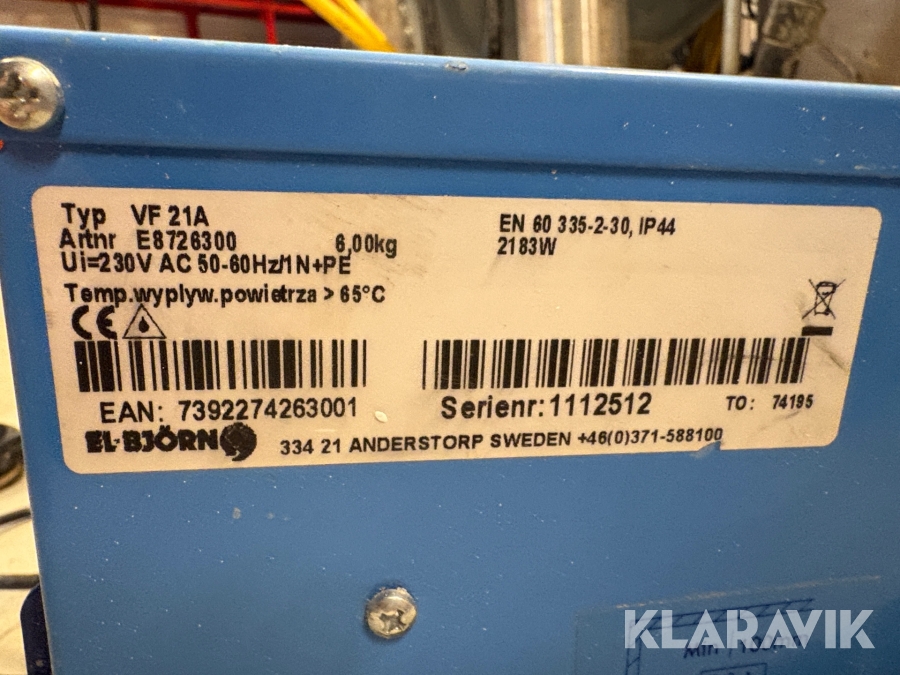 Typ VF 21A
EN 60 335-2-30, IP44
Artnr E8726300 6,00kg
2183W
Ui=230V AC 50-60Hz/1N+PE
Temp.wyplyw.powietrza > 65°C
CE
EAN: 7392274263001
Serienr: 1112512
TO: 74195
EL-BJÖRN
334 21 ANDERSTORP SWEDEN +46(0)371-588100
KLARAVIK
Min